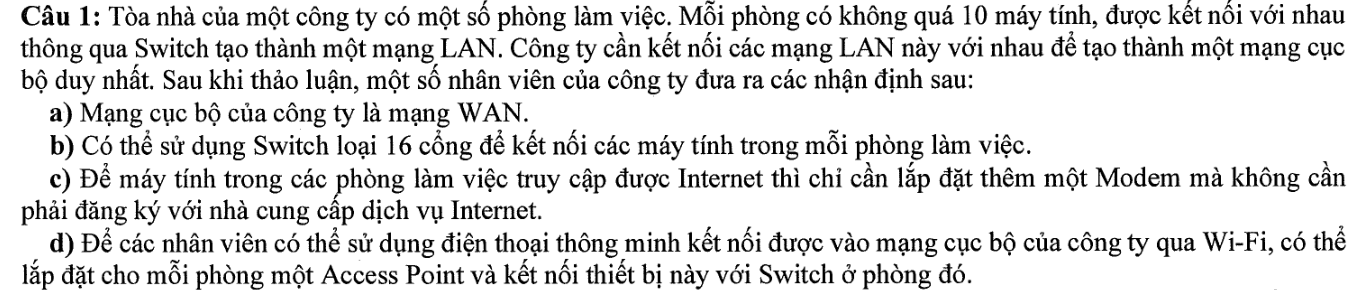 Câu 1: Tòa nhà của một công ty có một số phòng làm việc. Mỗi phòng có không quá 10 máy tính, được kết nối với nhau
thông qua Switch tạo thành một mạng LAN. Công ty cần kết nối các mạng LAN này với nhau để tạo thành một mạng cục
bộ duy nhất. Sau khi thảo luận, một số nhân viên của công ty đưa ra các nhận định sau:
a) Mạng cục bộ của công ty là mạng WAN.
b) Có thể sử dụng Switch loại 16 cổng để kết nối các máy tính trong mỗi phòng làm việc.
c) Để máy tính trong các phòng làm việc truy cập được Internet thì chỉ cần lắp đặt thêm một Modem mà không cần
phải đăng ký với nhà cung cấp dịch vụ Internet.
d) Để các nhân viên có thể sử dụng điện thoại thông minh kết nối được vào mạng cục bộ của công ty qua Wi-Fi, có thể
lắp đặt cho mỗi phòng một Access Point và kết nối thiết bị này với Switch ở phòng đó.